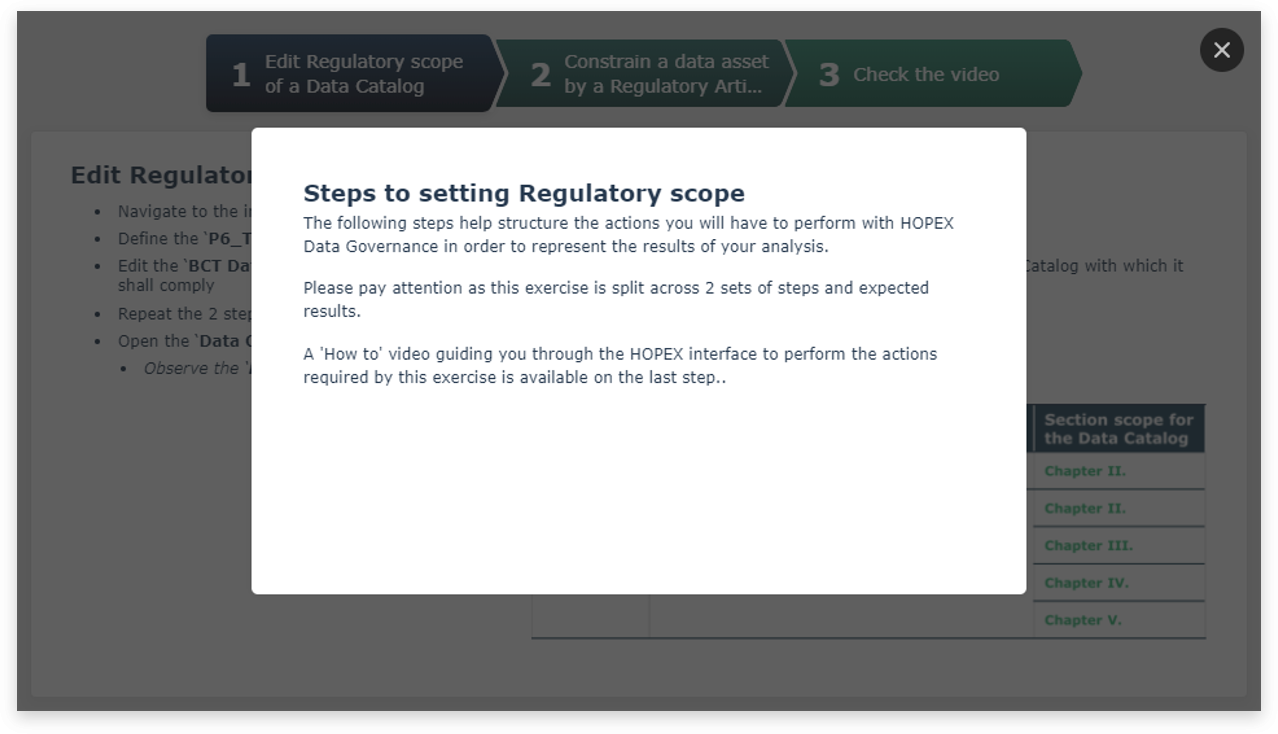 1 Edit Regulatory scope
of a Data Catalog
2 Constrain a data asset
by a Regulatory Arti...
3 Check the video
Edit Regulator
Navigate to the i
Define the `P6_T
Edit the `BCT Da
Catalog with which it
shall comply
Repeat the 2 step
Open the `Data C
Observe the `
Steps to setting Regulatory scope
The following steps help structure the actions you will have to perform with HOPEX
Data Governance in order to represent the results of your analysis.
Please pay attention as this exercise is split across 2 sets of steps and expected
results.
A 'How to' video guiding you through the HOPEX interface to perform the actions
required by this exercise is available on the last step..
Section scope for
the Data Catalog
Chapter II.
Chapter II.
Chapter III.
Chapter IV.
Chapter V.